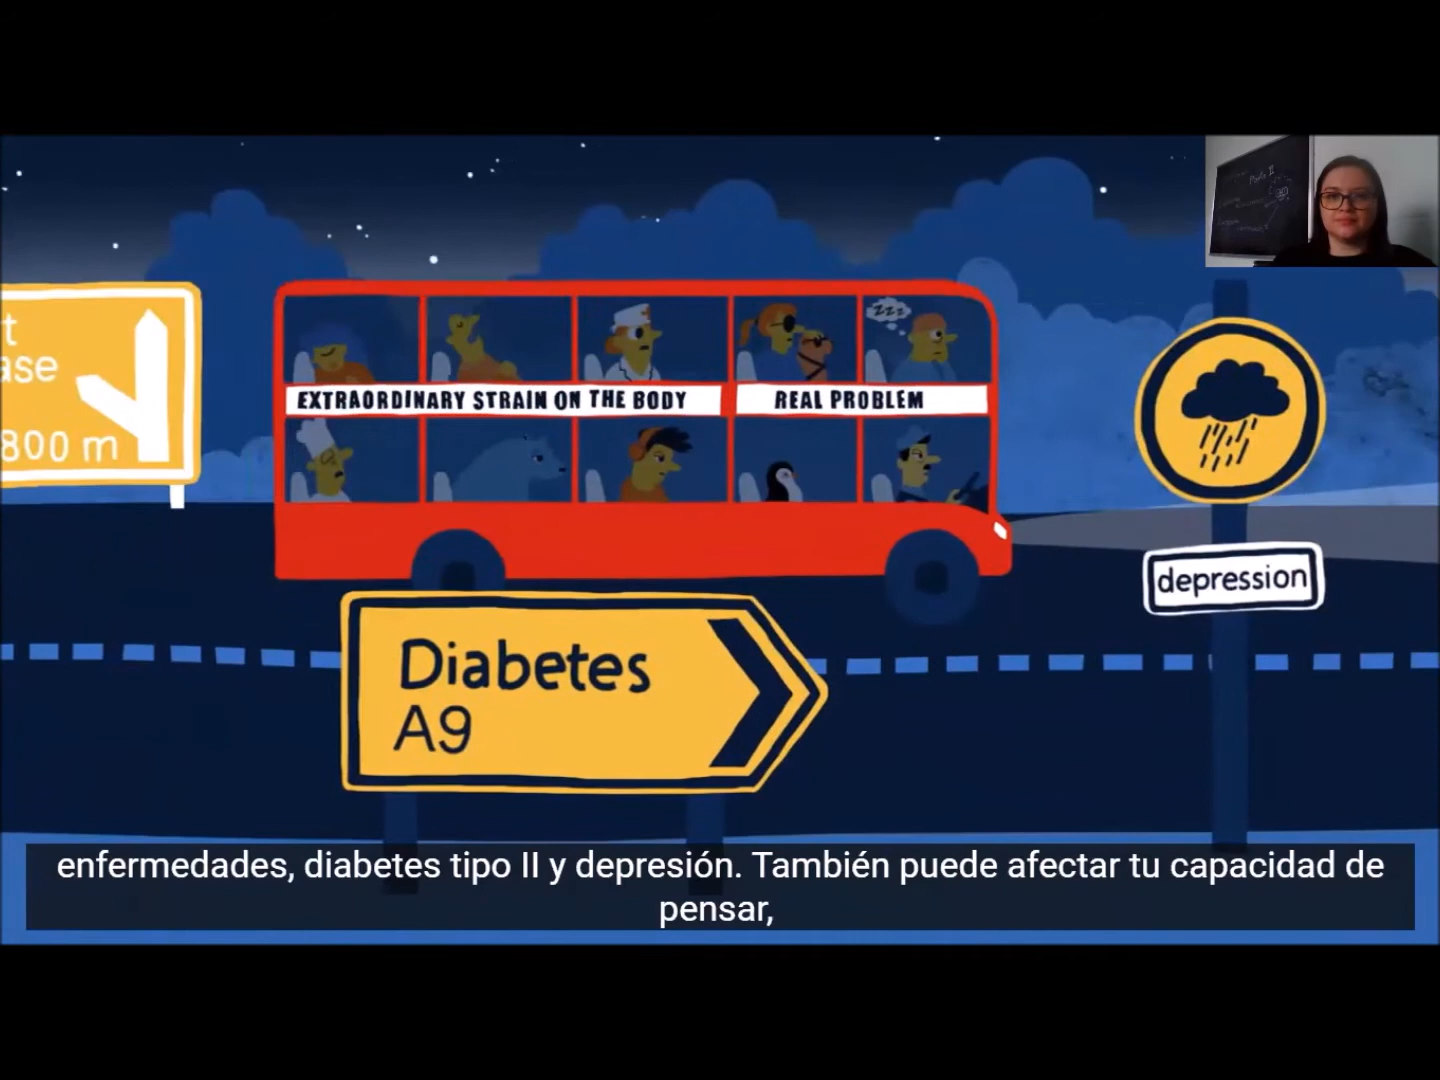 t
ase
800 m
zzz
EXTRAORDINARY STRAIN ON THE BODY
REAL PROBLEM
depression
Diabetes
A9
enfermedades, diabetes tipo II y depresión. También puede afectar tu capacidad de
pensar,